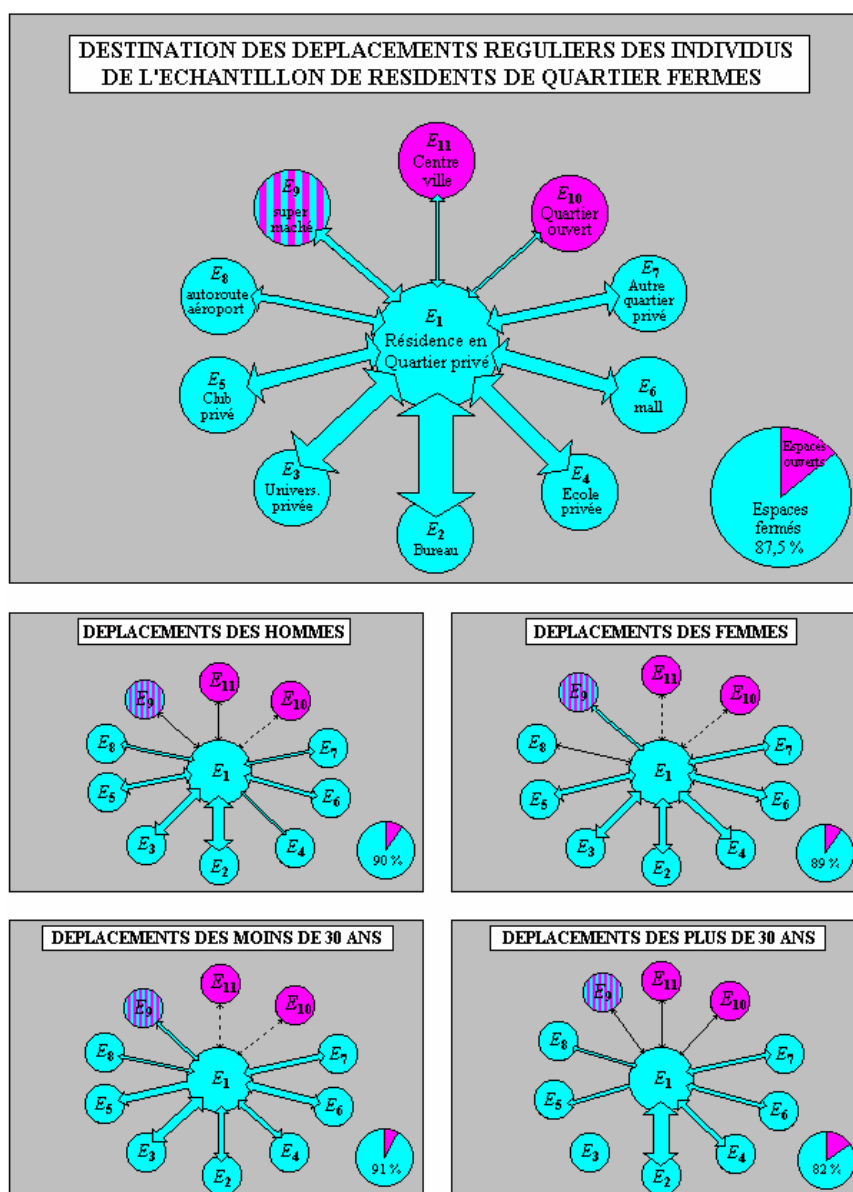 DESTINATION DES DEPLACEMENTS REGULIERS DES INDIVIDUS
DE L'ECHANTILLON DE RESIDENTS DE QUARTIER FERMES
E11
Centre
ville
E9
super
maché
E10
Quartier
ouvert
E8
autoroute
aéroport
E7
Autre
quartier
privé
E1
Résidence en
Quartier privé
E5
Club
privé
E6
mall
E3
Univers.
privée
E4
Ecole
privée
E2
Bureau
Espaces
ouverts
Espaces
fermés
87,5 %
DEPLACEMENTS DES HOMMES
E11
E9
E10
E8
E7
E1
E5
E6
E3
E4
E2
90 %
DEPLACEMENTS DES FEMMES
E11
E9
E10
E8
E7
E1
E5
E6
E3
E4
E2
89 %
DEPLACEMENTS DES MOINS DE 30 ANS
E11
E9
E10
E8
E7
E1
E5
E6
E3
E4
E2
91 %
DEPLACEMENTS DES PLUS DE 30 ANS
E11
E9
E10
E8
E7
E1
E5
E6
E3
E4
E2
82 %